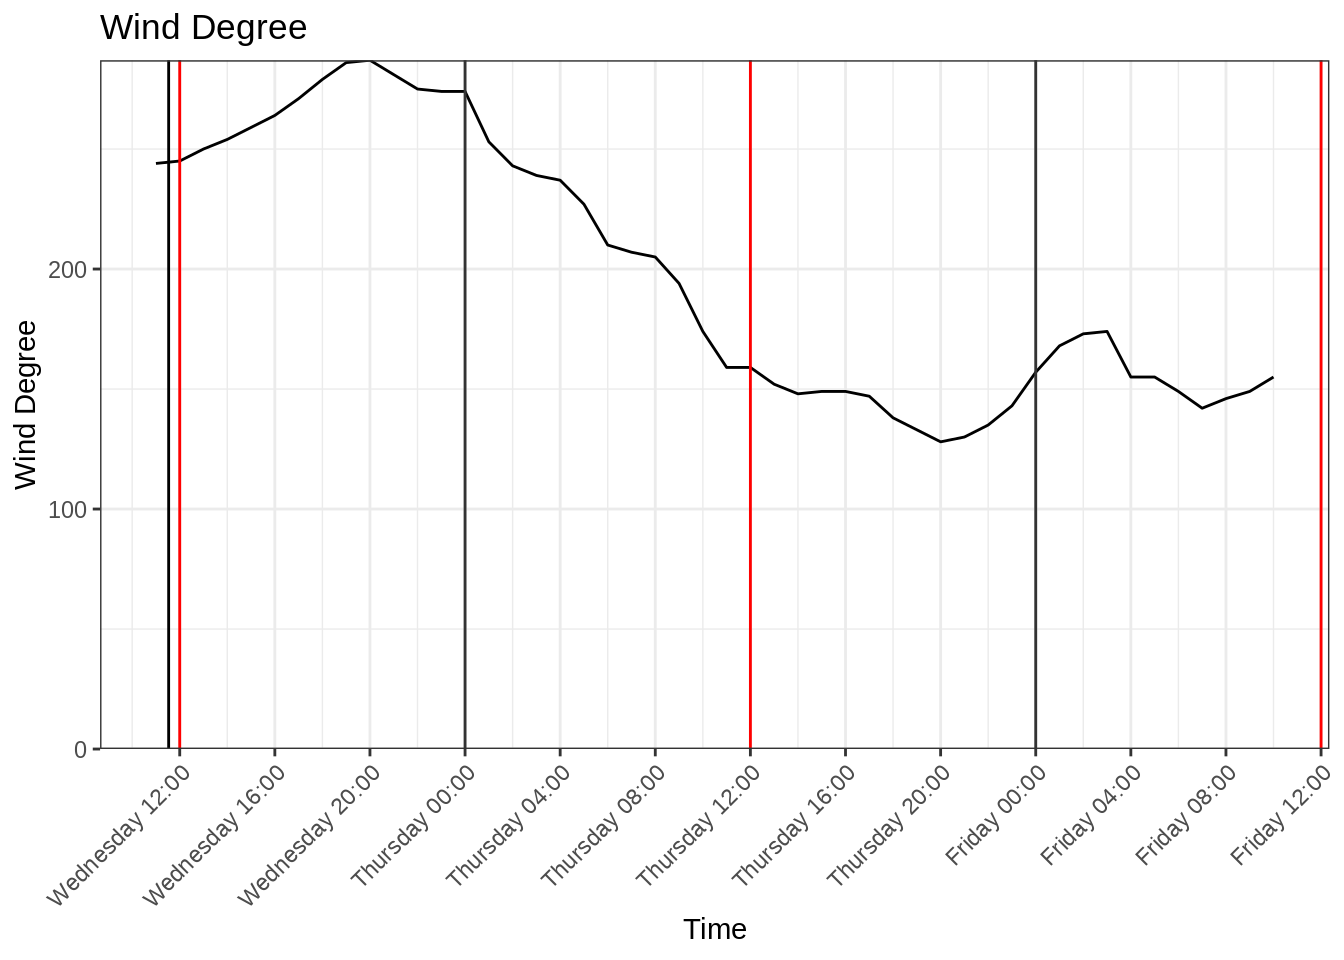 Wind Degree
Wind Degree
200
100
0
Wednesday 12:00
Wednesday 16:00
Wednesday 20:00
Thursday 00:00
Thursday 04:00
Thursday 08:00
Thursday 12:00
Thursday 16:00
Thursday 20:00
Friday 00:00
Friday 04:00
Friday 08:00
Friday 12:00
Time